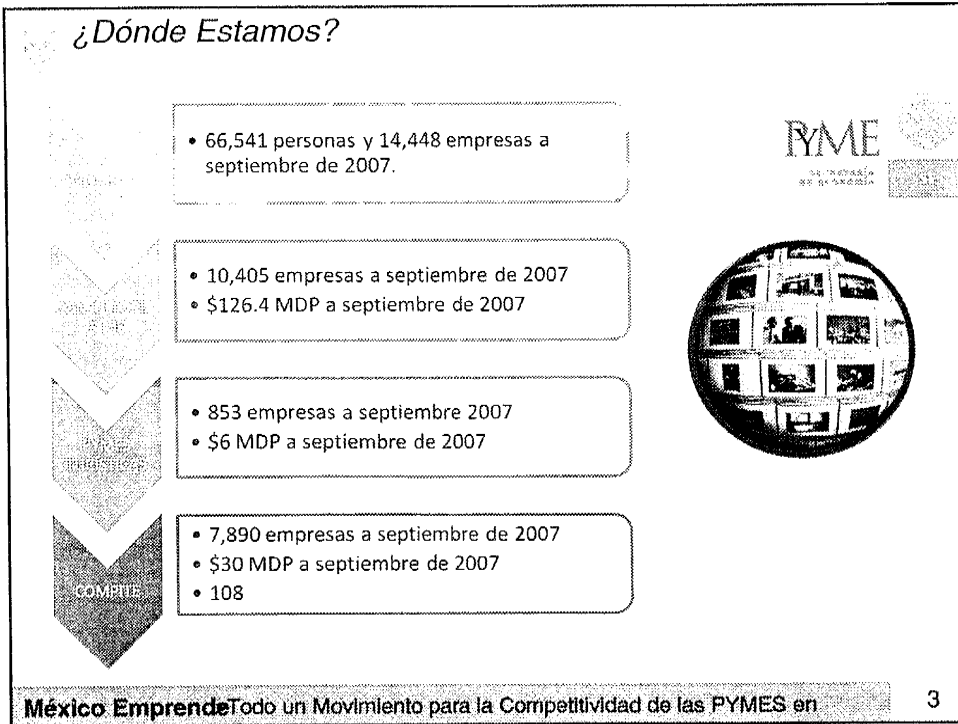 ¿Dónde Estamos?
• 66,541 personas y 14,448 empresas a
septiembre de 2007.
PYME
• 10,405 empresas a septiembre de 2007
• $126.4 MDP a septiembre de 2007
• 853 empresas a septiembre 2007
• $6 MDP a septiembre de 2007
• 7,890 empresas a septiembre de 2007
• $30 MDP a septiembre de 2007
• 108
COMPITE
México EmprendeTodo un Movimiento para la Competitividad de las PYMES en
3